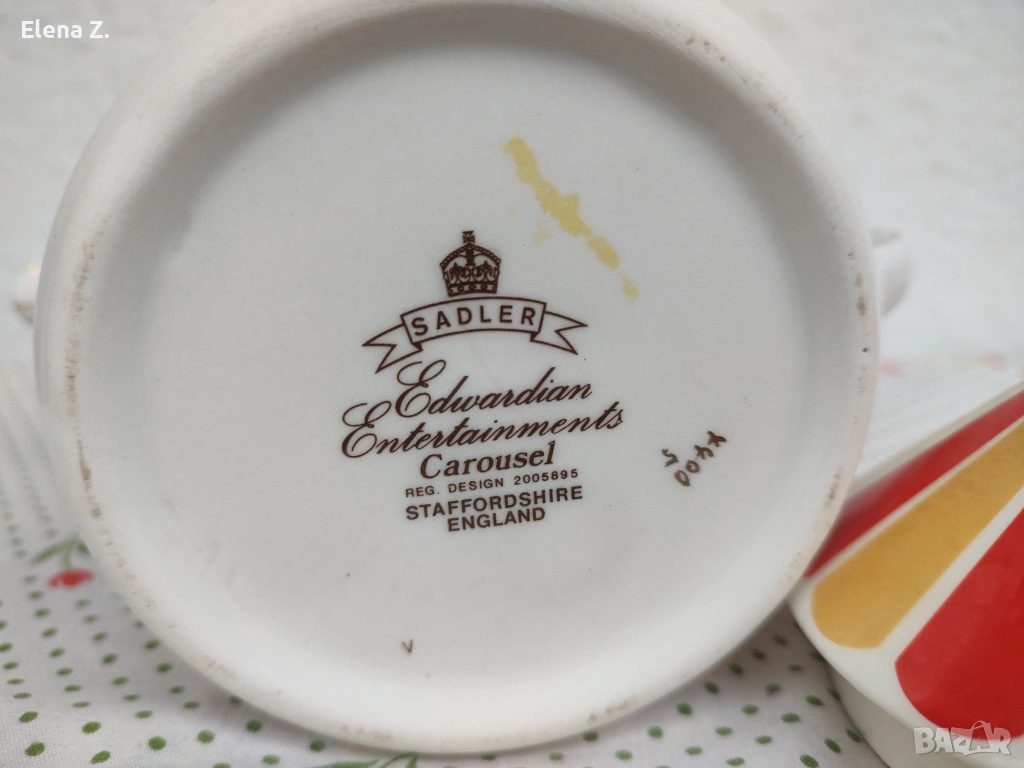 Elena Z.
SADLER
Edwardian
Entertainments
Carousel
REG. DESIGN 2005895
STAFFORDSHIRE
ENGLAND
V
BAZAR